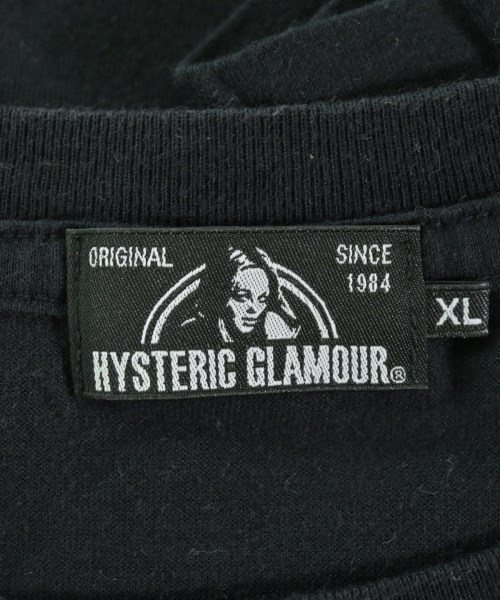 ORIGINAL SINCE
1984
HYSTERIC GLAMOUR®
XL